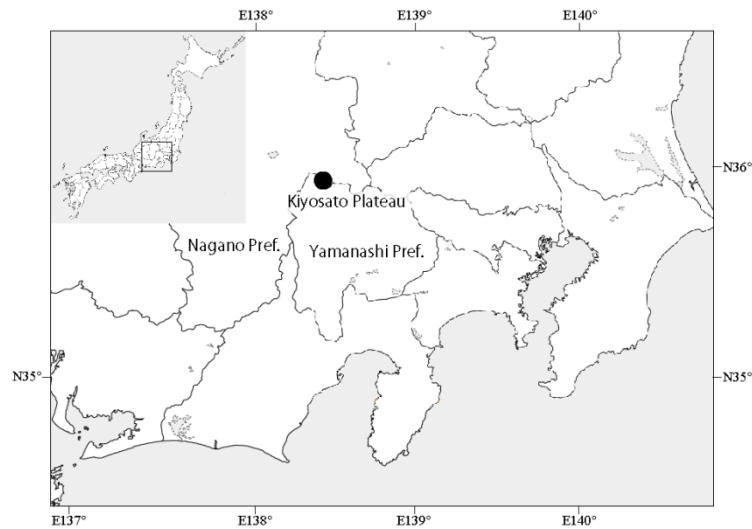 E138° E139° E140°
N36° N36°
Kiyosato Plateau
Nagano Pref. Yamanashi Pref.
N35° N35°
E137° E138° E139° E140°